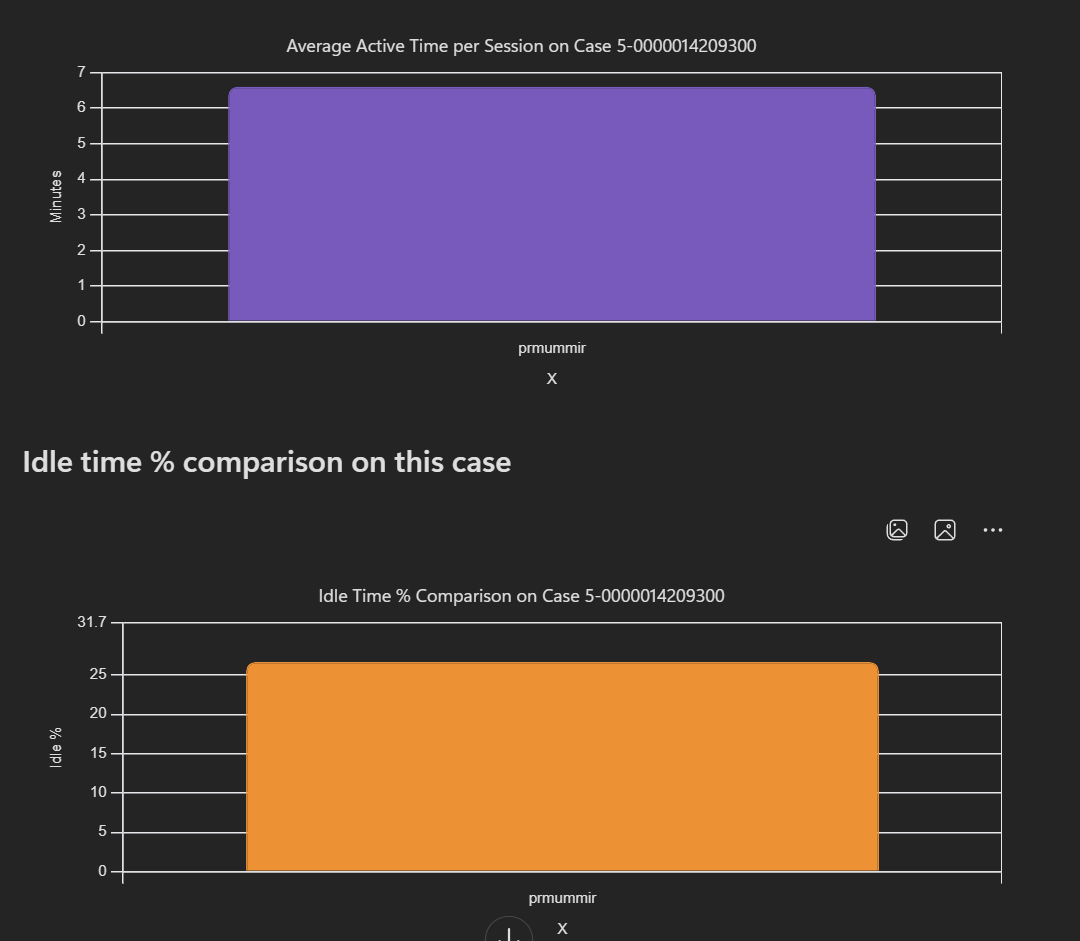 Average Active Time per Session on Case 5-0000014209300
7
6
5
4
3
2
1
0
Minutes
prmummir
X
Idle time % comparison on this case
Idle Time % Comparison on Case 5-0000014209300
31.7
25
20
15
10
5
0
Idle %
prmummir
X